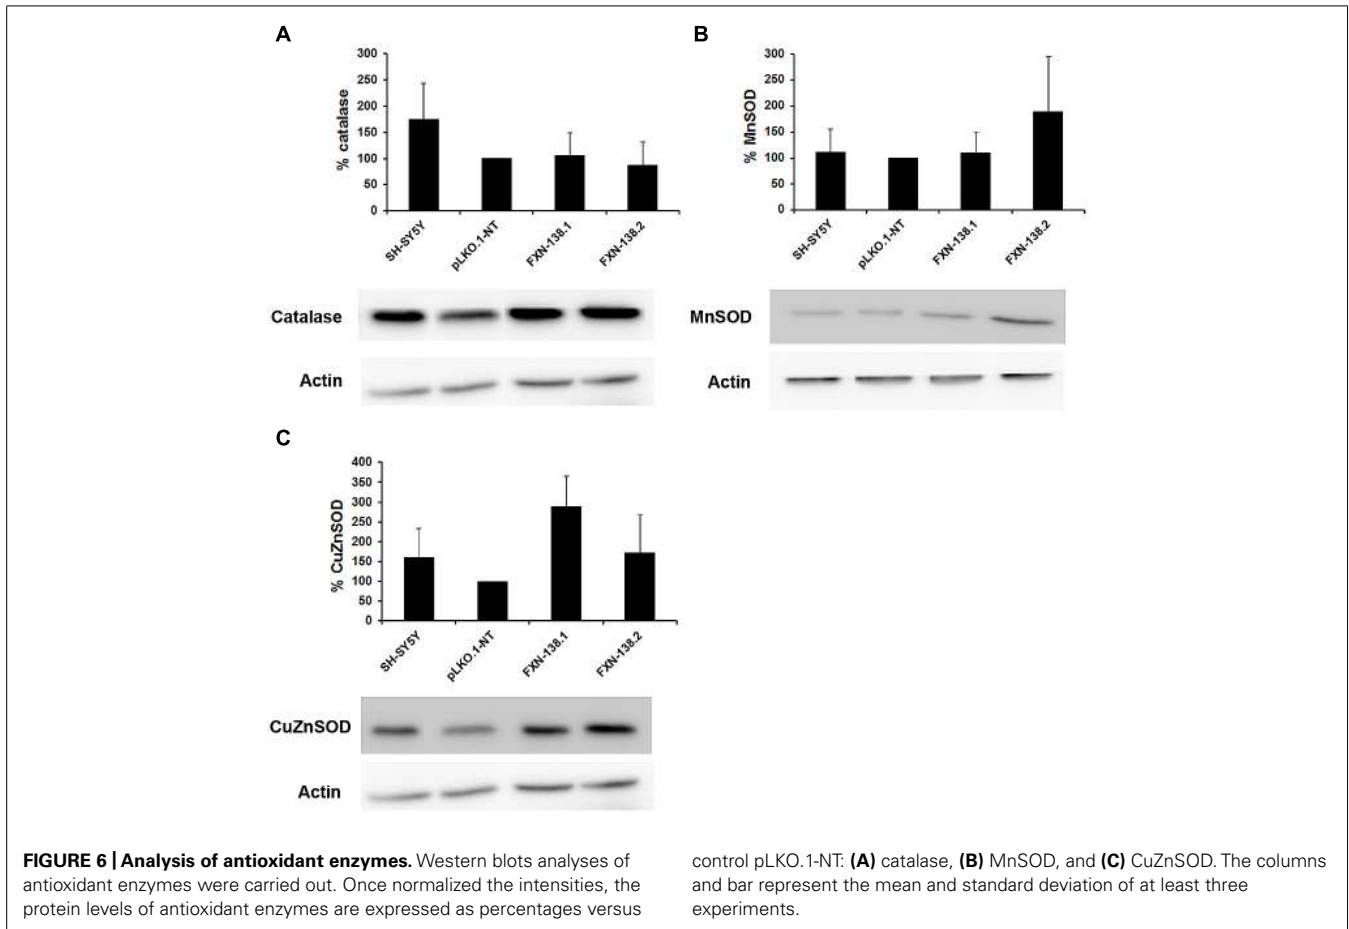 A
300
250
200
150
100
50
0
% catalase
SH-SY5Y
pLKO.1-NT
FXN-138.1
FXN-138.2
Catalase
Actin
B
300
250
200
150
100
50
0
% MnSOD
SH-SY5Y
pLKO.1-NT
FXN-138.1
FXN-138.2
MnSOD
Actin
C
400
350
300
250
200
150
100
50
0
% CuZnSOD
SH-SY5Y
pLKO.1-NT
FXN-138.1
FXN-138.2
CuZnSOD
Actin
FIGURE 6 | Analysis of antioxidant enzymes. Western blots analyses of
antioxidant enzymes were carried out. Once normalized the intensities, the
protein levels of antioxidant enzymes are expressed as percentages versus
control pLKO.1-NT: (A) catalase, (B) MnSOD, and (C) CuZnSOD. The columns
and bar represent the mean and standard deviation of at least three
experiments.